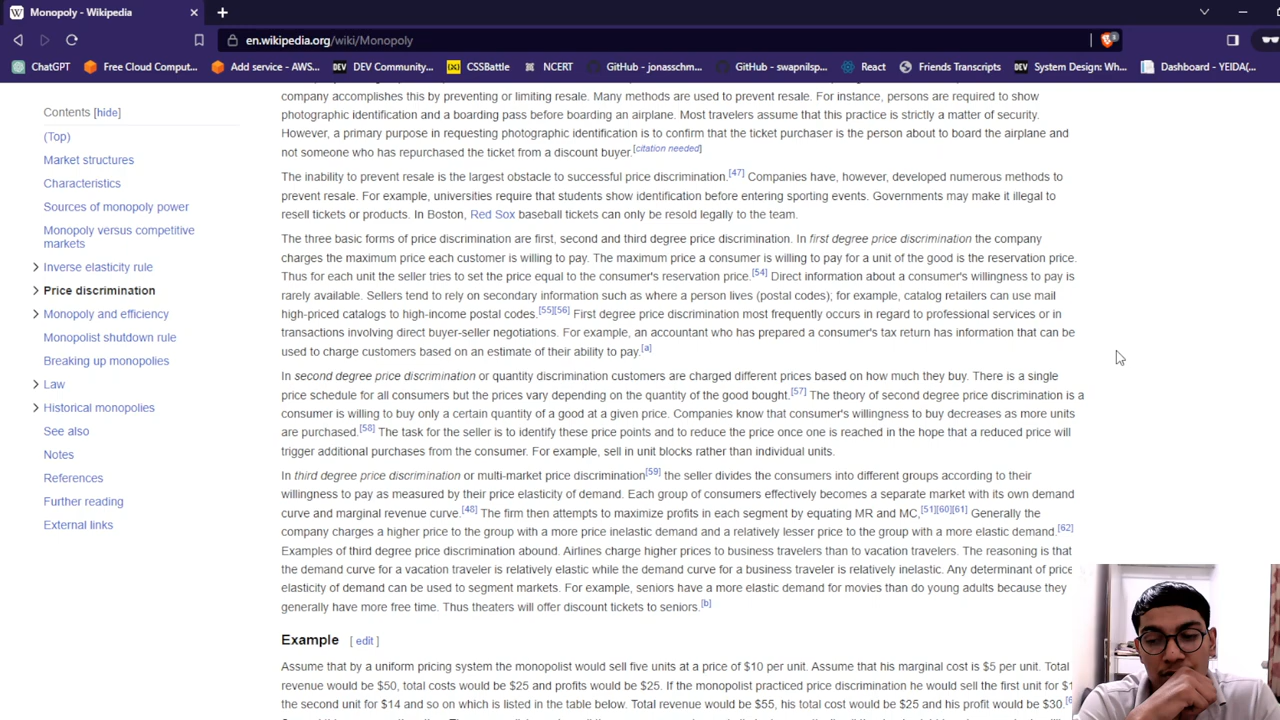 Monopoly - Wikipedia
en.wikipedia.org/wiki/Monopoly
ChatGPT Free Cloud Comput... Add service - AWS... DEV Community... CSSBattle NCERT GitHub - jonasschm... GitHub - swapnilsp... React Friends Transcripts System Design: Wh... Dashboard - YEIDA(...
Contents [hide]
(Top)
Market structures
Characteristics
Sources of monopoly power
Monopoly versus competitive
markets
Inverse elasticity rule
Price discrimination
Monopoly and efficiency
Monopolist shutdown rule
Breaking up monopolies
Law
Historical monopolies
See also
Notes
References
Further reading
External links
company accomplishes this by preventing or limiting resale. Many methods are used to prevent resale. For instance, persons are required to show
photographic identification and a boarding pass before boarding an airplane. Most travelers assume that this practice is strictly a matter of security.
However, a primary purpose in requesting photographic identification is to confirm that the ticket purchaser is the person about to board the airplane and
not someone who has repurchased the ticket from a discount buyer.[citation needed]
The inability to prevent resale is the largest obstacle to successful price discrimination.[47] Companies have, however, developed numerous methods to
prevent resale. For example, universities require that students show identification before entering sporting events. Governments may make it illegal to
resell tickets or products. In Boston, Red Sox baseball tickets can only be resold legally to the team.
The three basic forms of price discrimination are first, second and third degree price discrimination. In first degree price discrimination the company
charges the maximum price each customer is willing to pay. The maximum price a consumer is willing to pay for a unit of the good is the reservation price.
Thus for each unit the seller tries to set the price equal to the consumer's reservation price.[54] Direct information about a consumer's willingness to pay is
rarely available. Sellers tend to rely on secondary information such as where a person lives (postal codes); for example, catalog retailers can use mail
high-priced catalogs to high-income postal codes.[55][56] First degree price discrimination most frequently occurs in regard to professional services or in
transactions involving direct buyer-seller negotiations. For example, an accountant who has prepared a consumer's tax return has information that can be
used to charge customers based on an estimate of their ability to pay.[a]
In second degree price discrimination or quantity discrimination customers are charged different prices based on how much they buy. There is a single
price schedule for all consumers but the prices vary depending on the quantity of the good bought.[57] The theory of second degree price discrimination is a
consumer is willing to buy only a certain quantity of a good at a given price. Companies know that consumer's willingness to buy decreases as more units
are purchased.[58] The task for the seller is to identify these price points and to reduce the price once one is reached in the hope that a reduced price will
trigger additional purchases from the consumer. For example, sell in unit blocks rather than individual units.
In third degree price discrimination or multi-market price discrimination[59] the seller divides the consumers into different groups according to their
willingness to pay as measured by their price elasticity of demand. Each group of consumers effectively becomes a separate market with its own demand
curve and marginal revenue curve.[48] The firm then attempts to maximize profits in each segment by equating MR and MC,[51][60][61] Generally the
company charges a higher price to the group with a more price inelastic demand and a relatively lesser price to the group with a more elastic demand.[62]
Examples of third degree price discrimination abound. Airlines charge higher prices to business travelers than to vacation travelers. The reasoning is that
the demand curve for a vacation traveler is relatively elastic while the demand curve for a business traveler is relatively inelastic. Any determinant of price
elasticity of demand can be used to segment markets. For example, seniors have a more elastic demand for movies than do young adults because they
generally have more free time. Thus theaters will offer discount tickets to seniors.[b]
Example [ edit ]
Assume that by a uniform pricing system the monopolist would sell five units at a price of $10 per unit. Assume that his marginal cost is $5 per unit. Total
revenue would be $50, total costs would be $25 and profits would be $25. If the monopolist practiced price discrimination he would sell the first unit for
the second unit for $14 and so on which is listed in the table below. Total revenue would be $55, his total cost would be $25 and his profit would be $30.